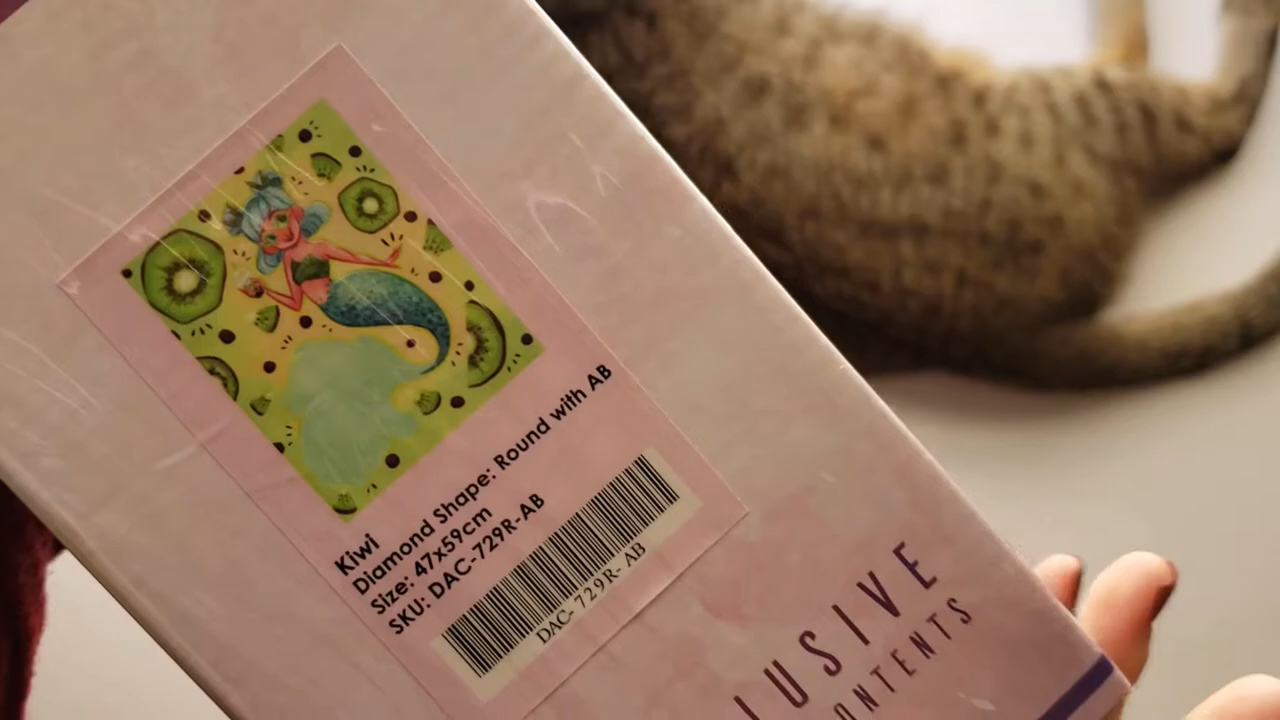 Kiwi
Diamond Shape: Round with AB
Size: 47x59cm
SKU: DAC-729R-AB
DAC- 729R- AB
LUSIVE
ONTENTS